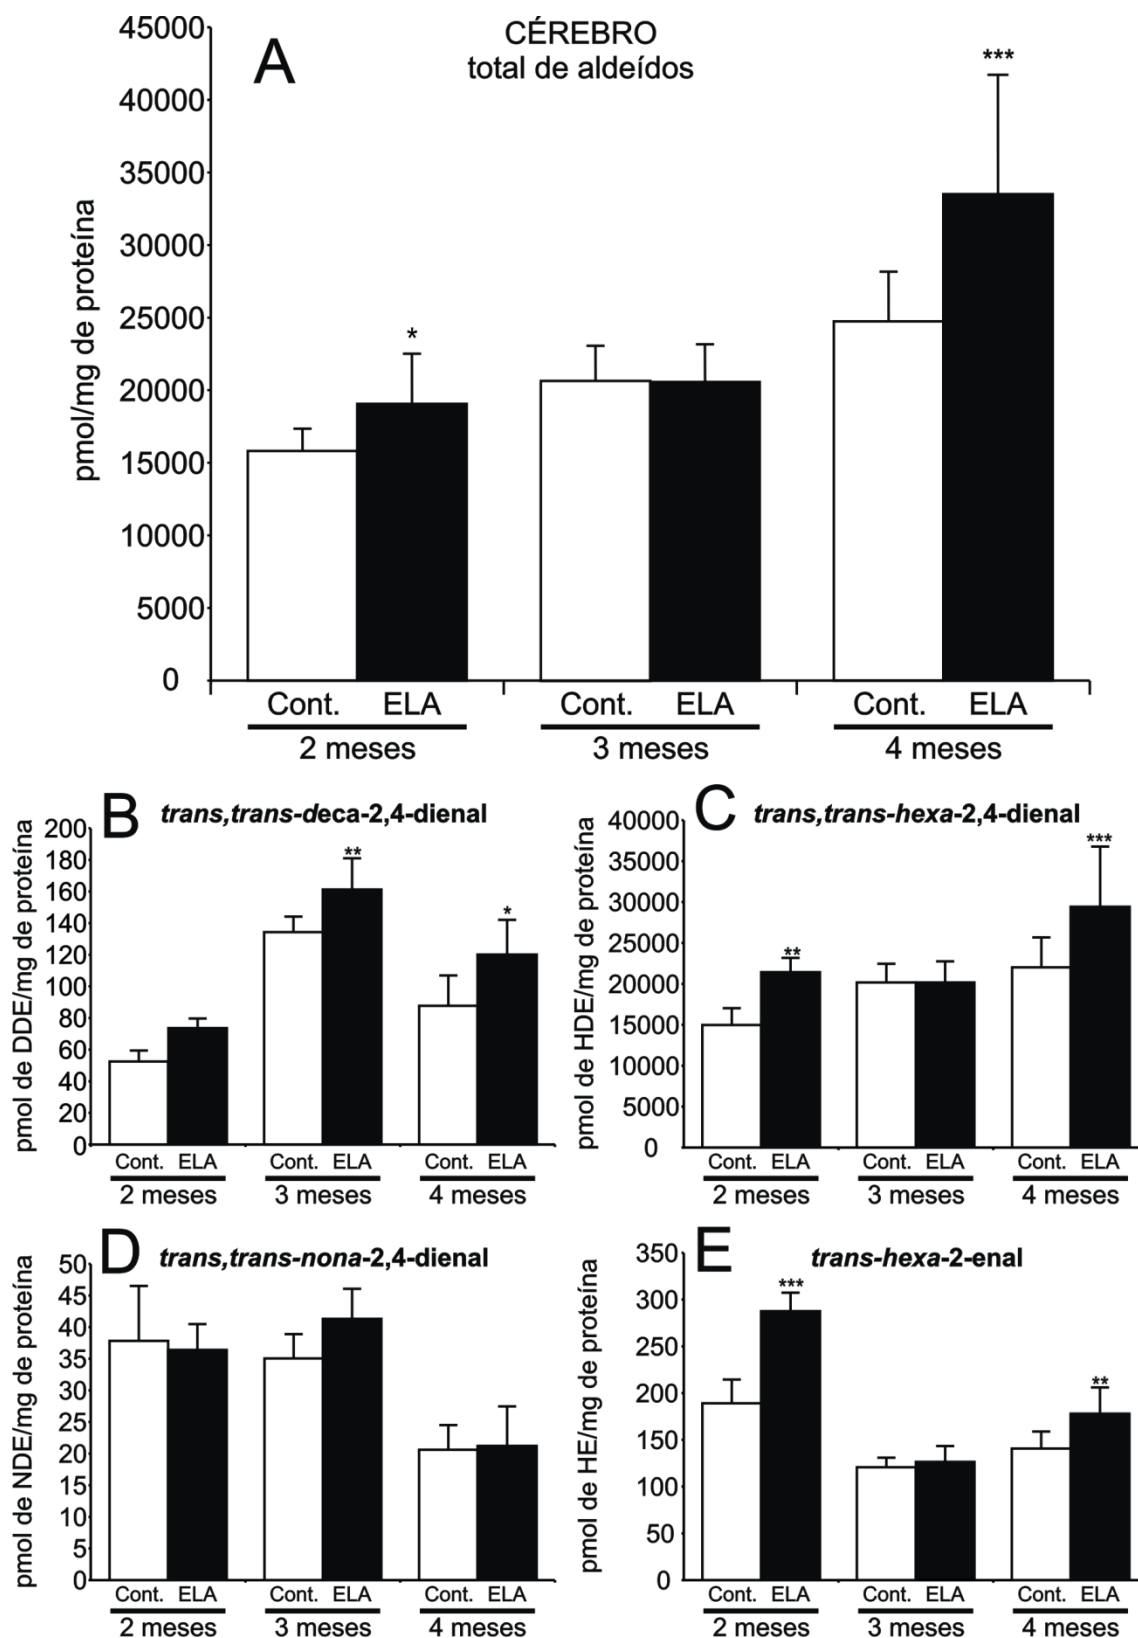 A
CÉREBRO
total de aldeídos
pmol/mg de proteína
45000
40000
35000
30000
25000
20000
15000
10000
5000
0
*
***
Cont. ELA Cont. ELA Cont. ELA
2 meses 3 meses 4 meses
B
trans,trans-deca-2,4-dienal
pmol de DDE/mg de proteína
200
180
160
140
120
100
80
60
40
20
0
**
*
Cont. ELA Cont. ELA Cont. ELA
2 meses 3 meses 4 meses
C
trans,trans-hexa-2,4-dienal
pmol de HDE/mg de proteína
40000
35000
30000
25000
20000
15000
10000
5000
0
**
***
Cont. ELA Cont. ELA Cont. ELA
2 meses 3 meses 4 meses
D
trans,trans-nona-2,4-dienal
pmol de NDE/mg de proteína
50
45
40
35
30
25
20
15
10
5
0
Cont. ELA Cont. ELA Cont. ELA
2 meses 3 meses 4 meses
E
trans-hexa-2-enal
pmol de HE/mg de proteína
350
300
250
200
150
100
50
0
***
**
Cont. ELA Cont. ELA Cont. ELA
2 meses 3 meses 4 meses